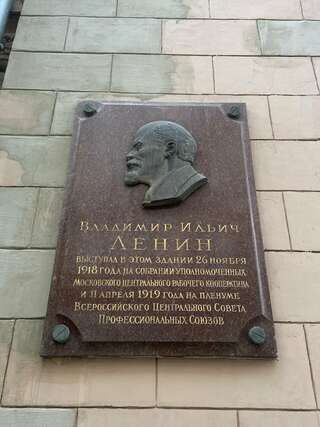 Владимир Ильич
Ленин
выступал в этом здании 26 ноября
1918 года на собрании уполномоченных
Московского центрального рабочего кооператива
и 11 апреля 1919 года на пленуме
Всероссийского Центрального Совета
Профессиональных Союзов